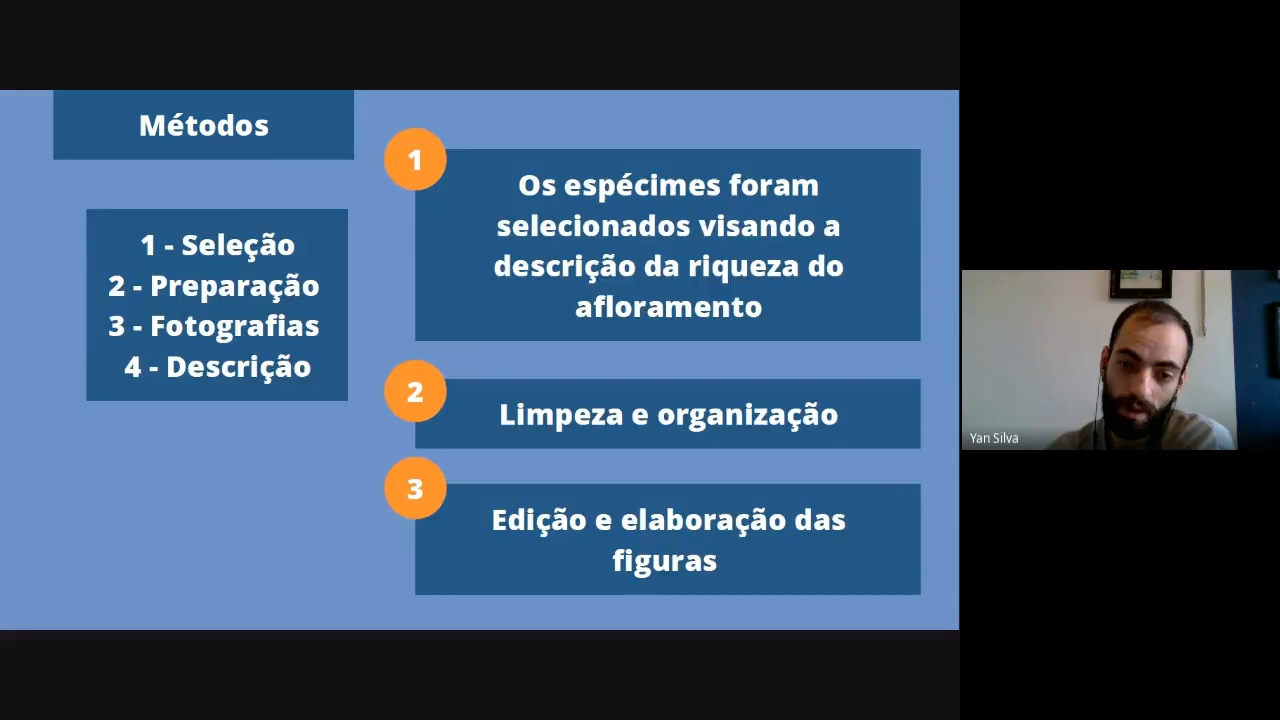 Métodos
1 - Seleção
2 - Preparação
3 - Fotografias
4 - Descrição
1
Os espécimes foram
selecionados visando a
descrição da riqueza do
afloramento
2
Limpeza e organização
3
Edição e elaboração das
figuras
Yan Silva